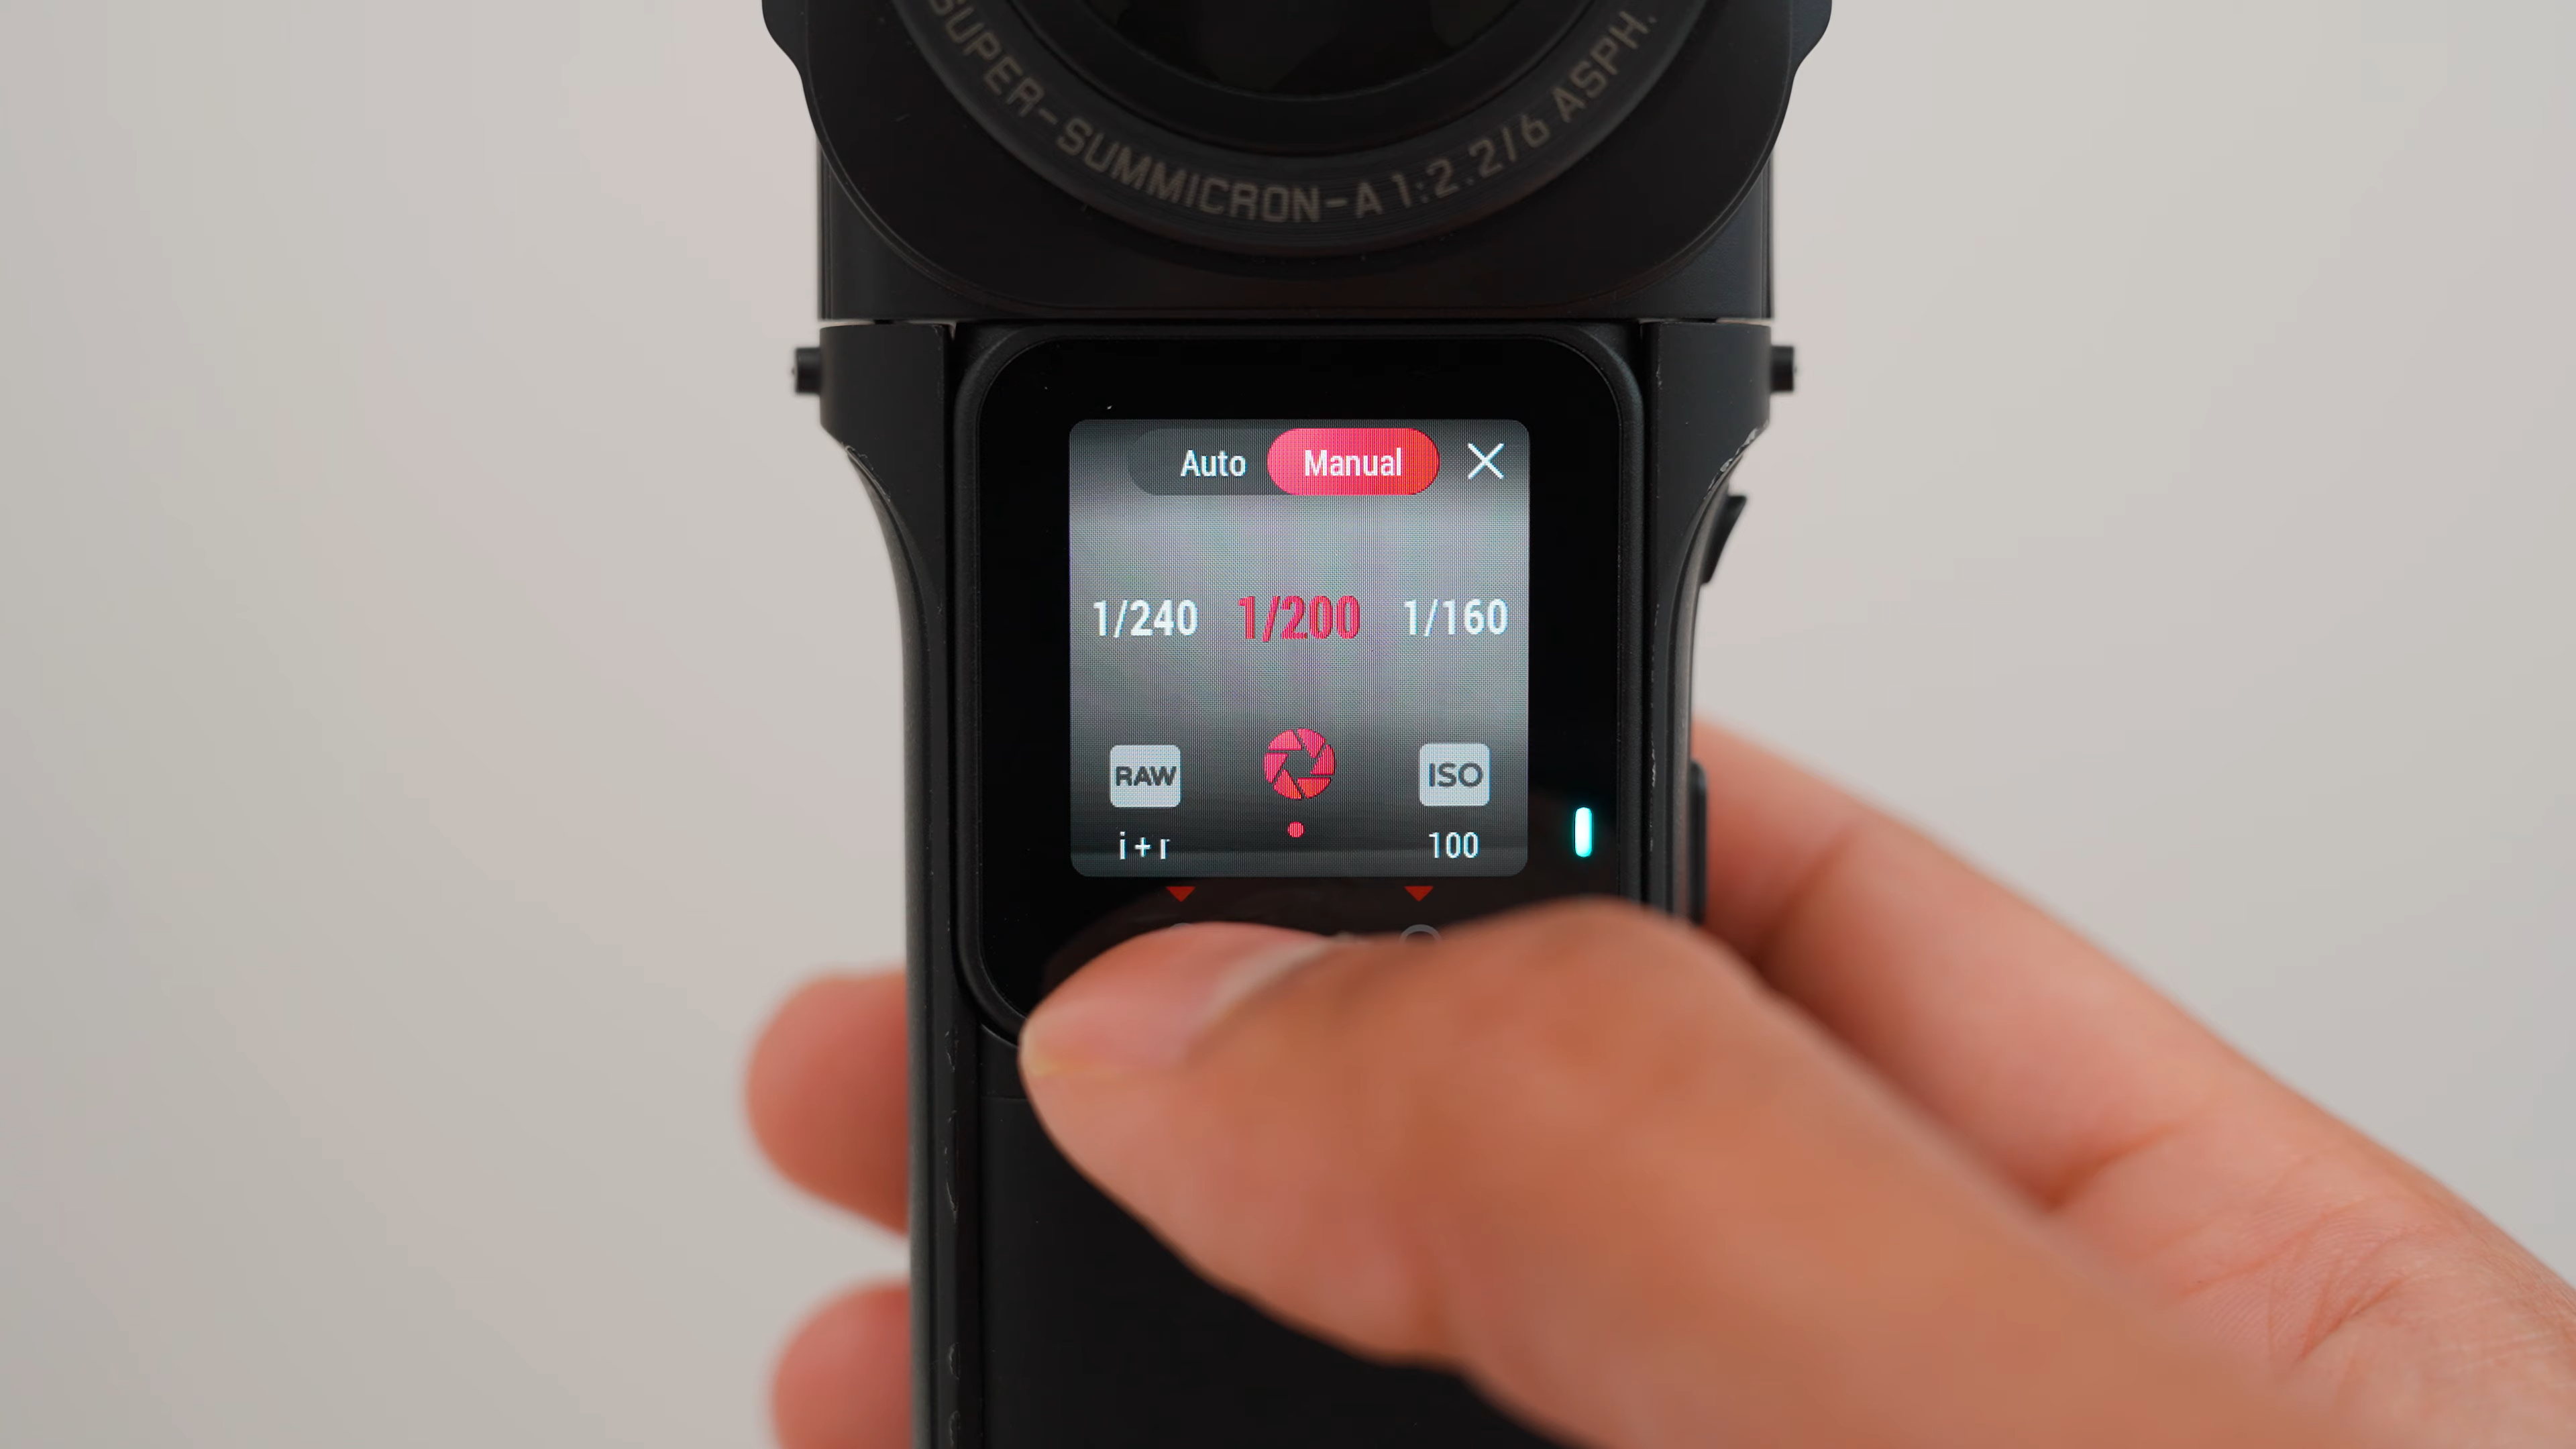 SUPER-SUMMICRON-A 1:2.2/6 ASPH.
Auto Manual
1/240 1/200 1/160
RAW ISO
i+r 100